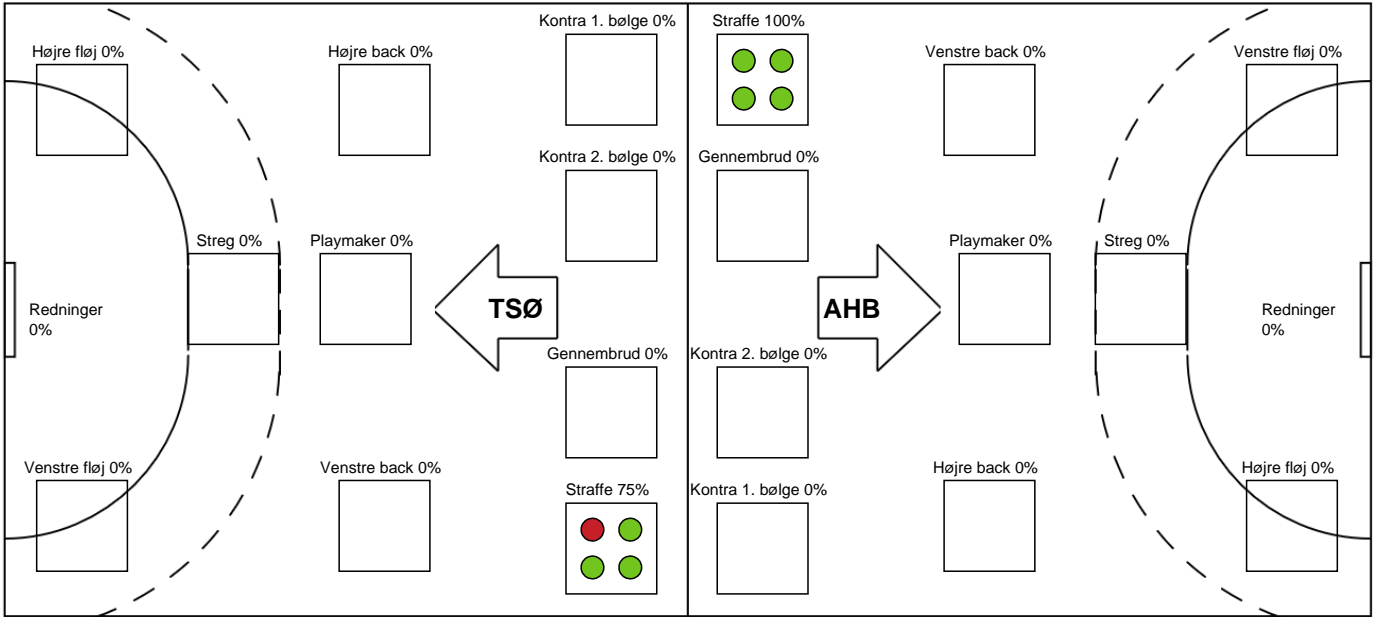 Kontra 1. bølge 0%
Straffe 100%
Højre fløj 0%
Højre back 0%
Venstre back 0%
Venstre fløj 0%
Kontra 2. bølge 0%
Gennembrud 0%
Streg 0%
Playmaker 0%
Playmaker 0%
Streg 0%
Redninger
0%
TSØ
AHB
Redninger
0%
Gennembrud 0%
Kontra 2. bølge 0%
Venstre fløj 0%
Venstre back 0%
Højre back 0%
Højre fløj 0%
Straffe 75%
Kontra 1. bølge 0%